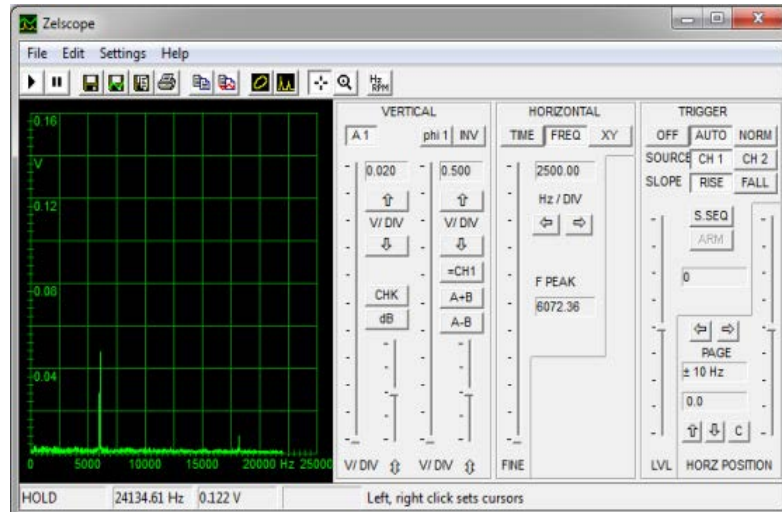 Zelscope
File Edit Settings Help
Hz
RPM
0.16
V
0.12
0.08
0.04
0 5000 10000 15000 20000 Hz 25000
VERTICAL
A 1 phi 1 INV
0.020 0.500
V/ DIV V/ DIV
=CH1
CHK A+B
dB A-B
V/ DIV V/ DIV
HORIZONTAL
TIME FREQ XY
2500.00
Hz / DIV
F PEAK
6072.36
FINE
TRIGGER
OFF AUTO NORM
SOURCE CH 1 CH 2
SLOPE RISE FALL
S.SEQ
ARM
0
PAGE
± 10 Hz
0.0
C
LVL HORZ POSITION
HOLD 24134.61 Hz 0.122 V Left, right click sets cursors